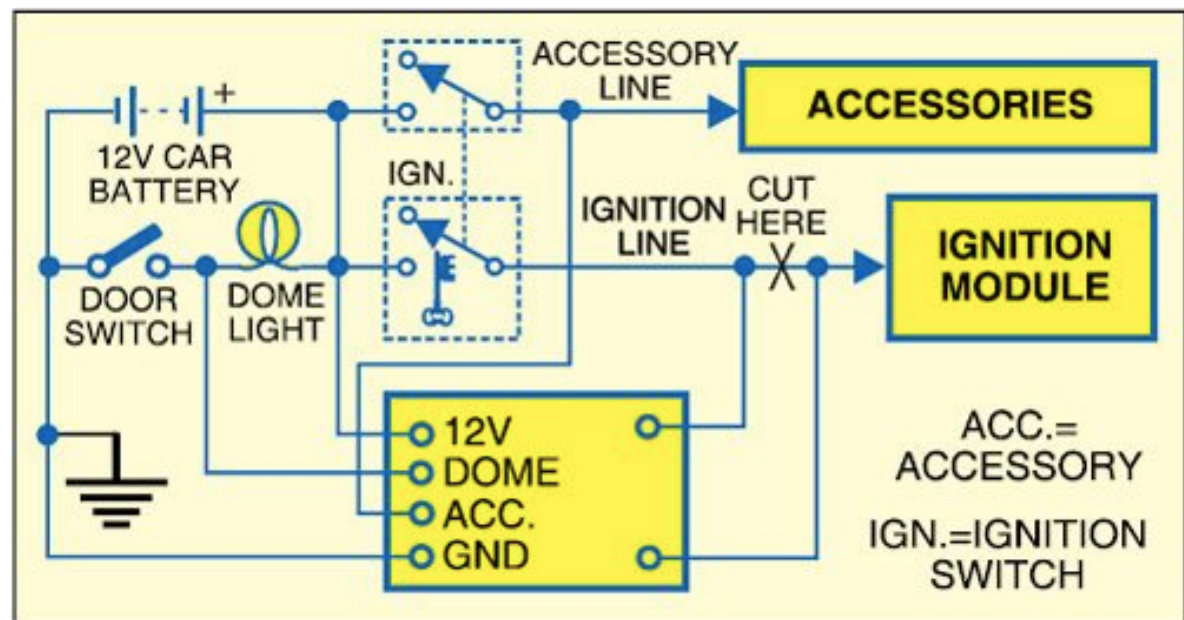 +
12V CAR
BATTERY
ACCESSORY
LINE
ACCESSORIES
IGN.
DOOR
SWITCH
DOME
LIGHT
IGNITION
LINE
CUT
HERE
IGNITION
MODULE
12V
DOME
ACC.
GND
ACC.=
ACCESSORY
IGN.=IGNITION
SWITCH